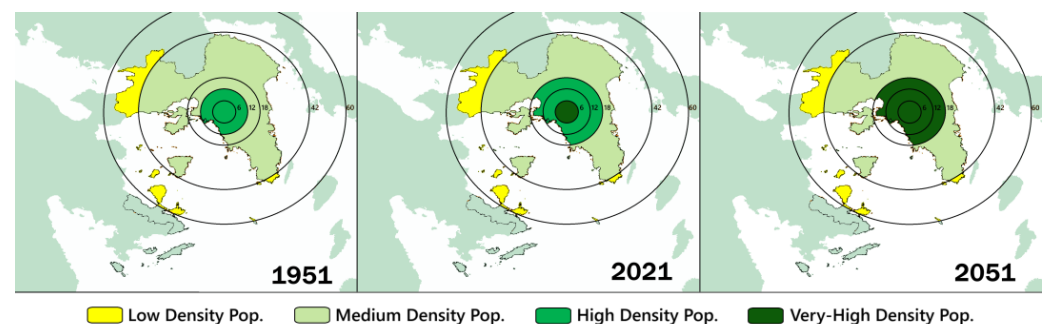 6 12 18 42 60
6 12 18 42 60
6 12 18 42 60
1951
2021
2051
Low Density Pop.
Medium Density Pop.
High Density Pop.
Very-High Density Pop.